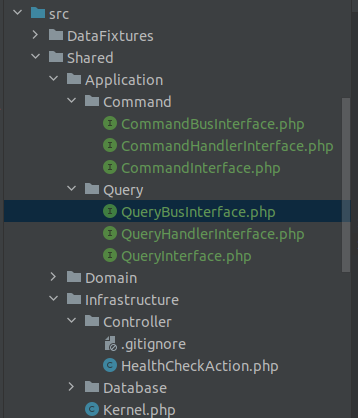 src
DataFixtures
Shared
Application
Command
CommandBusInterface.php
CommandHandlerInterface.php
CommandInterface.php
Query
QueryBusInterface.php
QueryHandlerInterface.php
QueryInterface.php
Domain
Infrastructure
Controller
.gitignore
HealthCheckAction.php
Database
Kernel.php